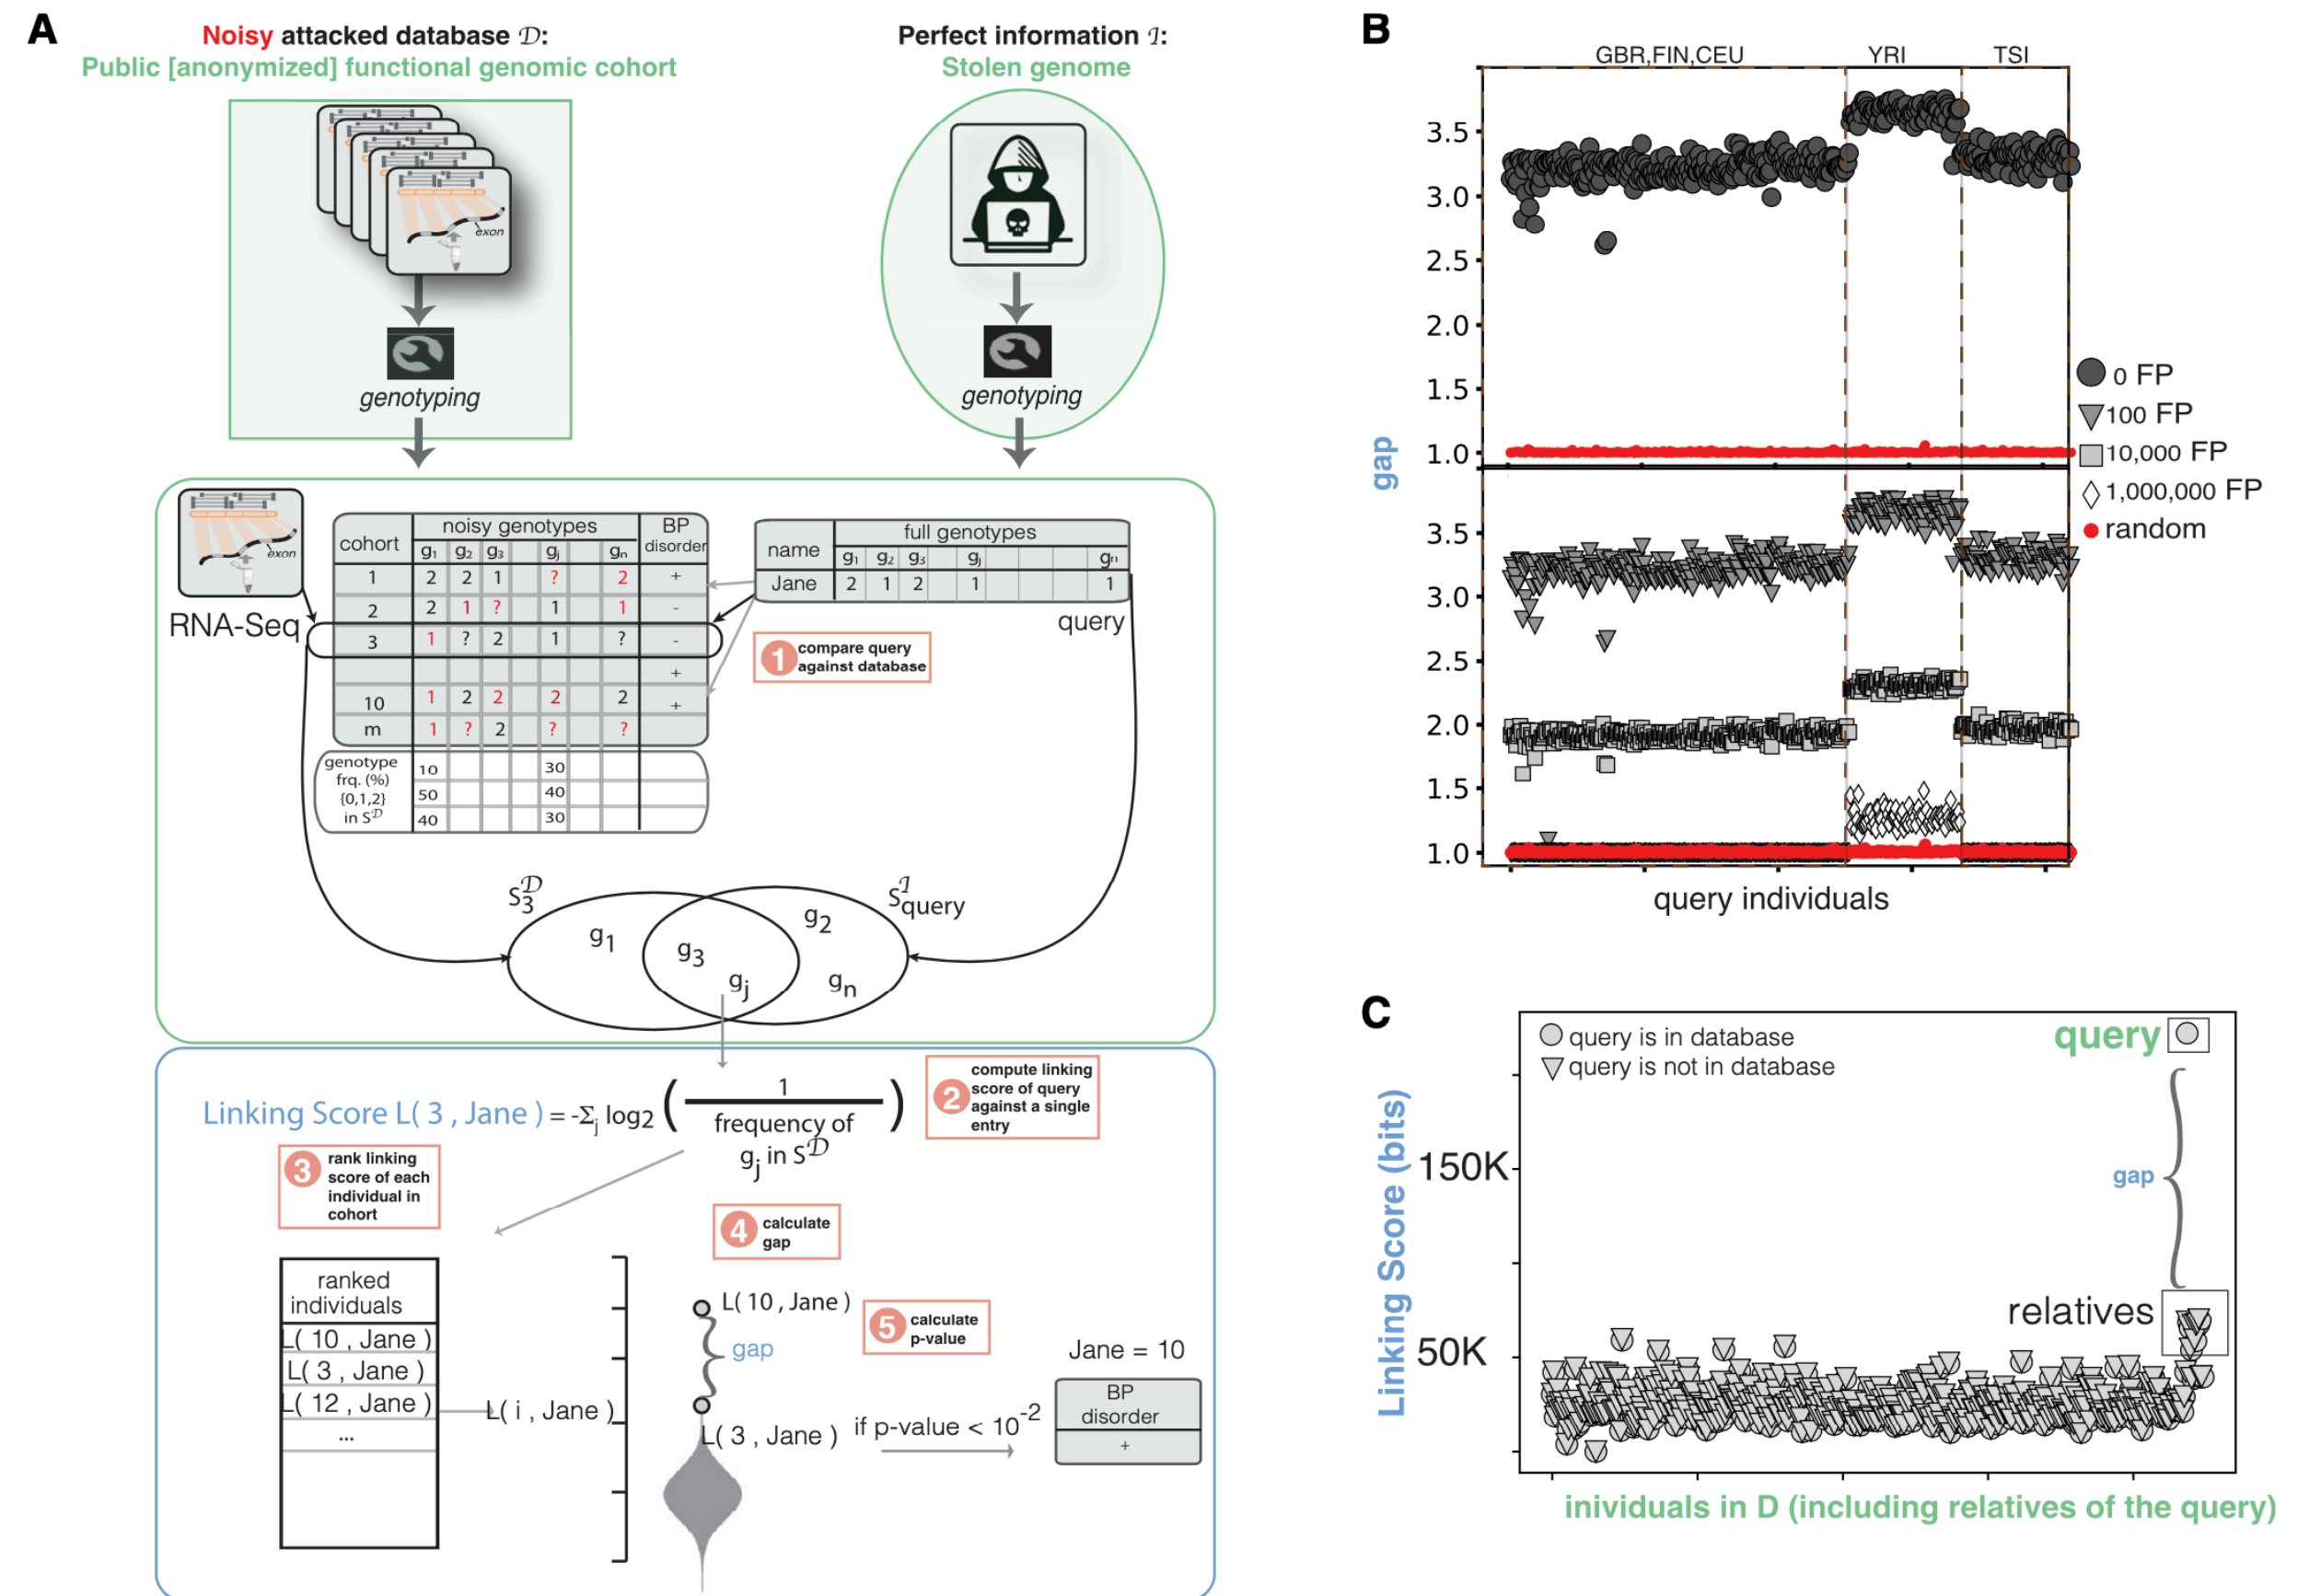 A
Noisy attacked database 𝒟:
Public [anonymized] functional genomic cohort
Perfect information ℐ:
Stolen genome
exon
genotyping
genotyping
exon
RNA-Seq
cohort noisy genotypes BP disorder
g1 g2 g3 gj gn
1 2 2 1 ? 2 +
2 2 1 ? 1 1 -
3 1 ? 2 1 ? -
+
10 1 2 2 2 2 +
m 1 ? 2 ? ?
genotype
frq. (%)
{0,1,2}
in S𝒟
10 30
50 40
40 30
name full genotypes
g1 g2 g3 gj gn
Jane 2 1 2 1 1
query
1 compare query
against database
S3𝒟
Sℐquery
g1
g2
g3
gj
gn
Linking Score L( 3 , Jane ) = -Σj log2 ( 1 / frequency of gj in S𝒟 )
2 compute linking
score of query
against a single
entry
3 rank linking
score of each
individual in
cohort
4 calculate
gap
ranked
individuals
L( 10 , Jane )
L( 3 , Jane )
L( 12 , Jane )
...
L( i , Jane )
L( 10 , Jane )
gap
L( 3 , Jane )
5 calculate
p-value
if p-value < 10-2
Jane = 10
BP
disorder
+
B
GBR,FIN,CEU YRI TSI
3.5
3.0
2.5
2.0
1.5
1.0
3.5
3.0
2.5
2.0
1.5
1.0
gap
query individuals
0 FP
100 FP
10,000 FP
1,000,000 FP
random
C
query is in database
query is not in database
query
gap
relatives
150K
50K
Linking Score (bits)
inividuals in D (including relatives of the query)